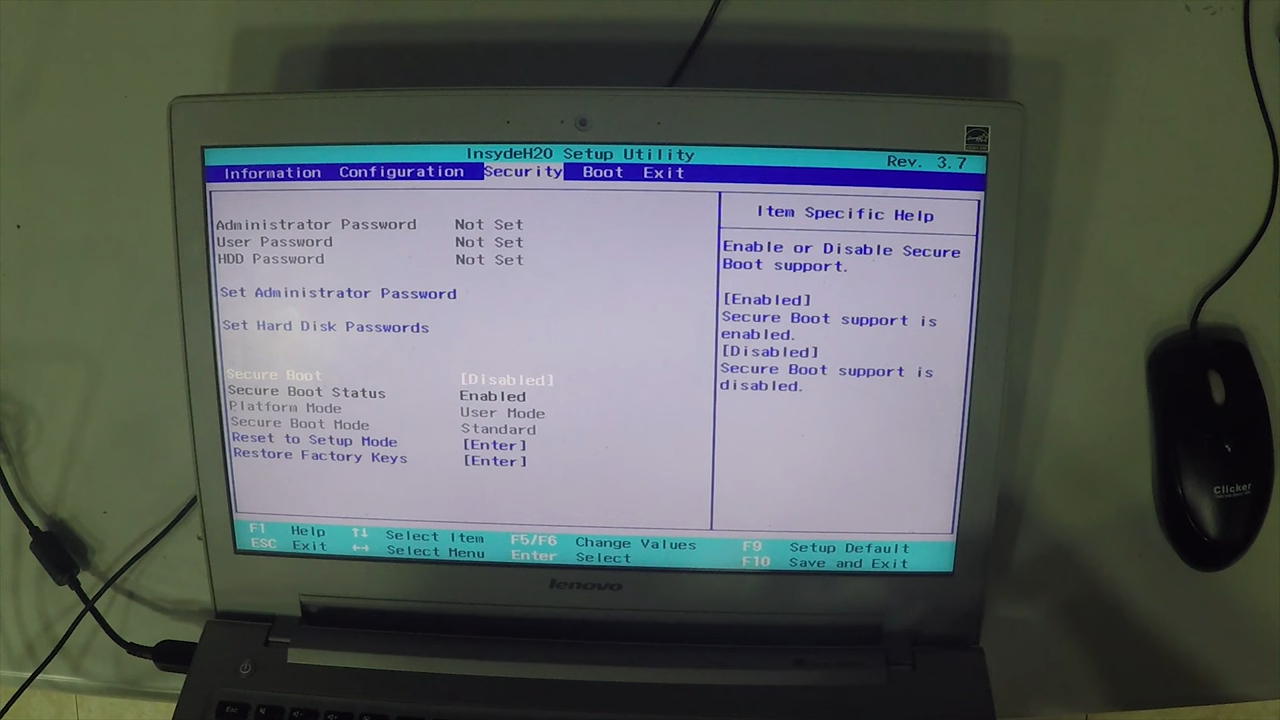 InsydeH20 Setup Utility
Rev. 3.7
Information Configuration Security Boot Exit
Administrator Password Not Set
User Password Not Set
HDD Password Not Set
Set Administrator Password
Set Hard Disk Passwords
Secure Boot [Disabled]
Secure Boot Status Enabled
Platform Mode User Mode
Secure Boot Mode Standard
Reset to Setup Mode [Enter]
Restore Factory Keys [Enter]
Item Specific Help
Enable or Disable Secure
Boot support.
[Enabled]
Secure Boot support is
enabled.
[Disabled]
Secure Boot support is
disabled.
F1 Help ↑↓ Select Item F5/F6 Change Values F9 Setup Default
ESC Exit ←→ Select Menu Enter Select F10 Save and Exit
lenovo
Clicker
Esc